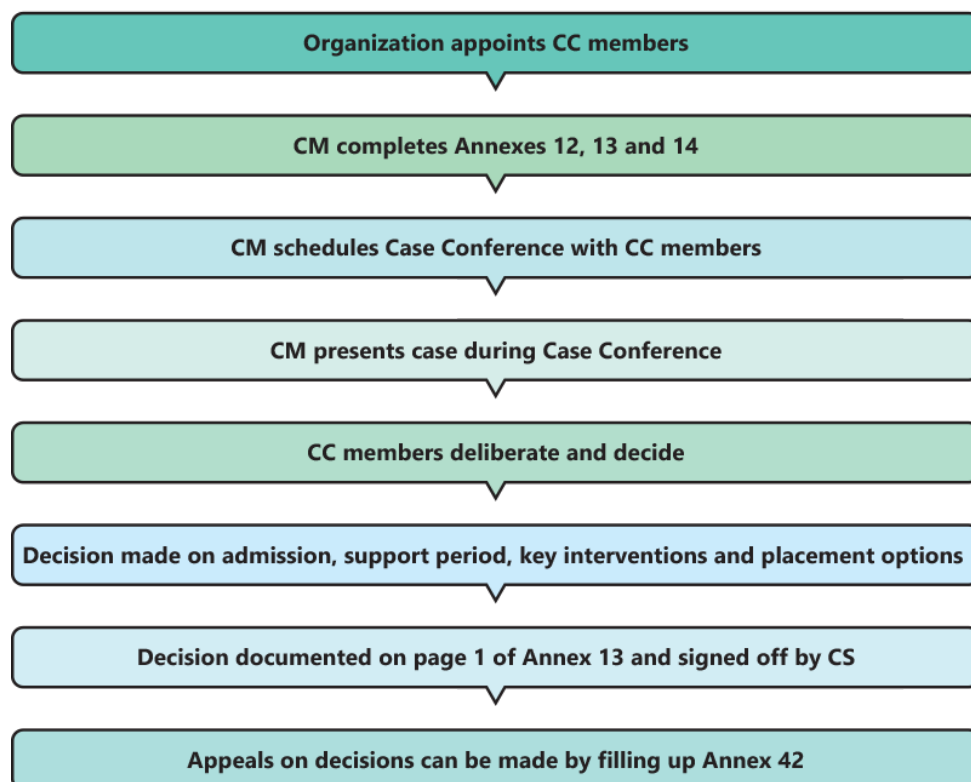 Organization appoints CC members
CM completes Annexes 12, 13 and 14
CM schedules Case Conference with CC members
CM presents case during Case Conference
CC members deliberate and decide
Decision made on admission, support period, key interventions and placement options
Decision documented on page 1 of Annex 13 and signed off by CS
Appeals on decisions can be made by filling up Annex 42